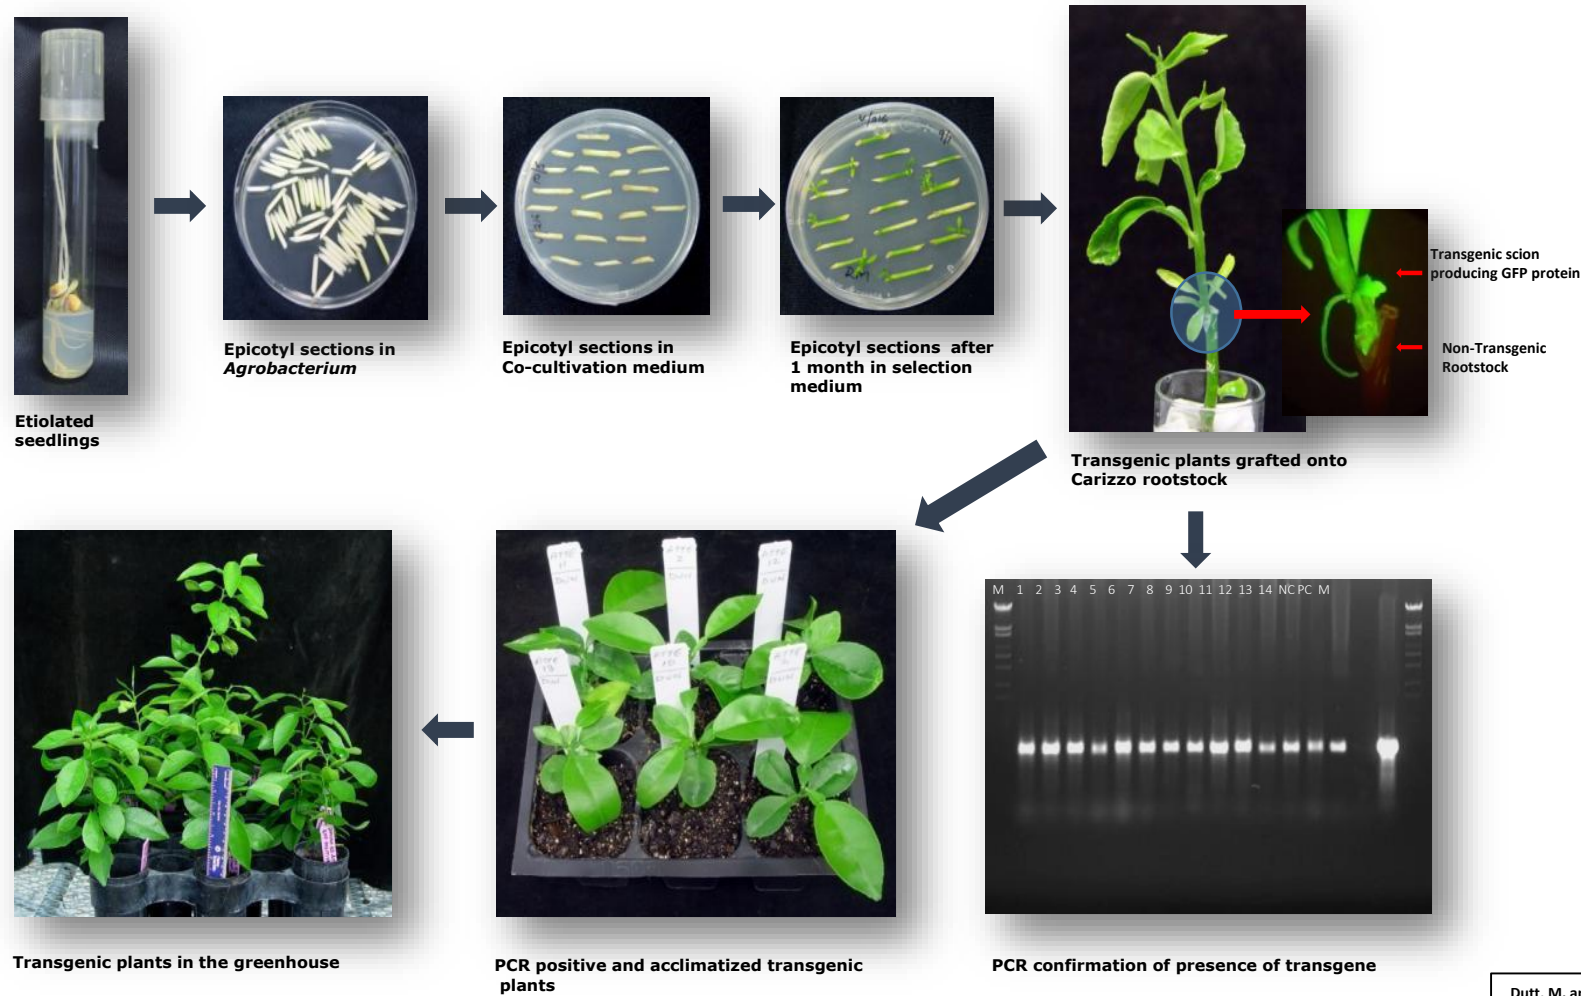 Etiolated
seedlings
Epicotyl sections in
Agrobacterium
Epicotyl sections in
Co-cultivation medium
Epicotyl sections after
1 month in selection
medium
Transgenic scion
producing GFP protein
Non-Transgenic
Rootstock
Transgenic plants grafted onto
Carizzo rootstock
M 1 2 3 4 5 6 7 8 9 10 11 12 13 14 NC PC M
Transgenic plants in the greenhouse
PCR positive and acclimatized transgenic
plants
PCR confirmation of presence of transgene
Dutt, M. an